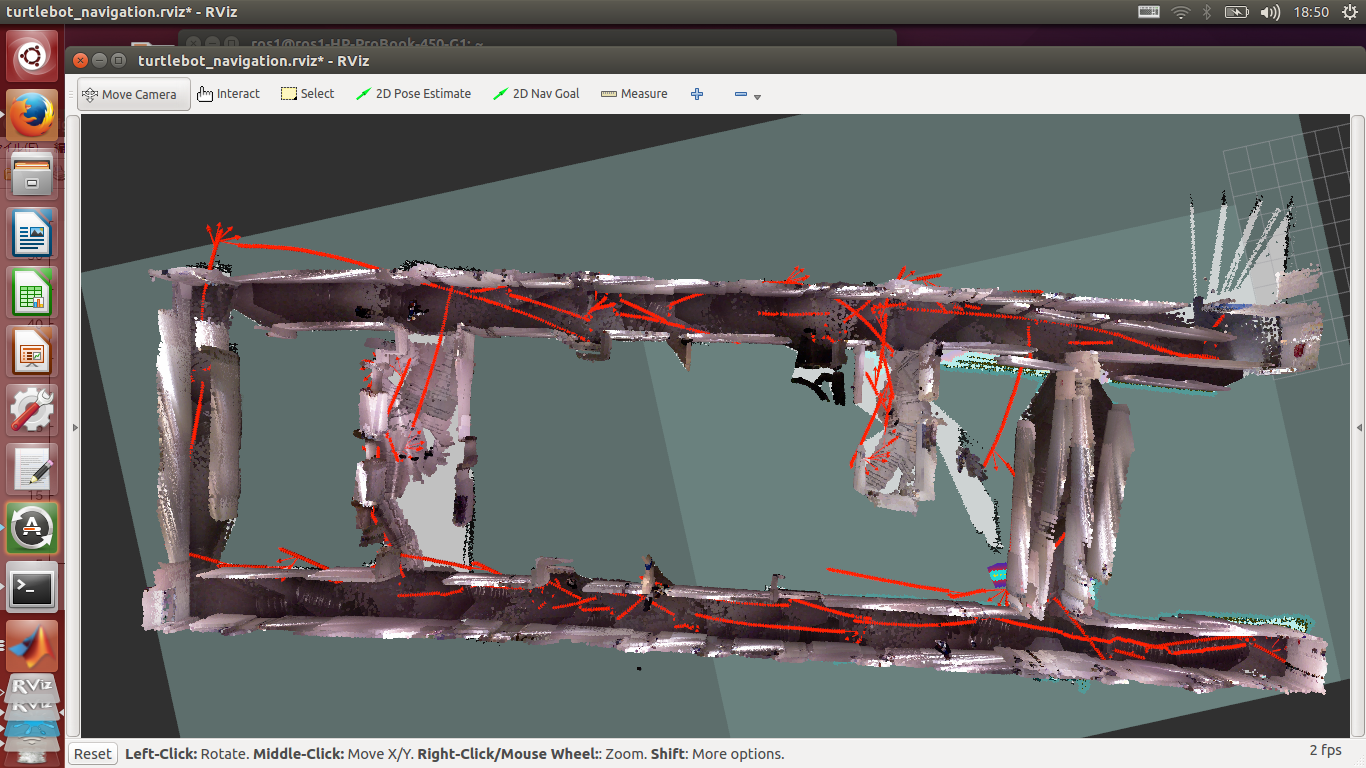 turtlebot_navigation.rviz* - RViz
18:50
ros1@ros1-HP-ProBook-450-G1: ~
turtlebot_navigation.rviz* - RViz
Move Camera
Interact
Select
2D Pose Estimate
2D Nav Goal
Measure
RViz
RViz
Reset
Left-Click: Rotate. Middle-Click: Move X/Y. Right-Click/Mouse Wheel:: Zoom. Shift: More options.
2 fps